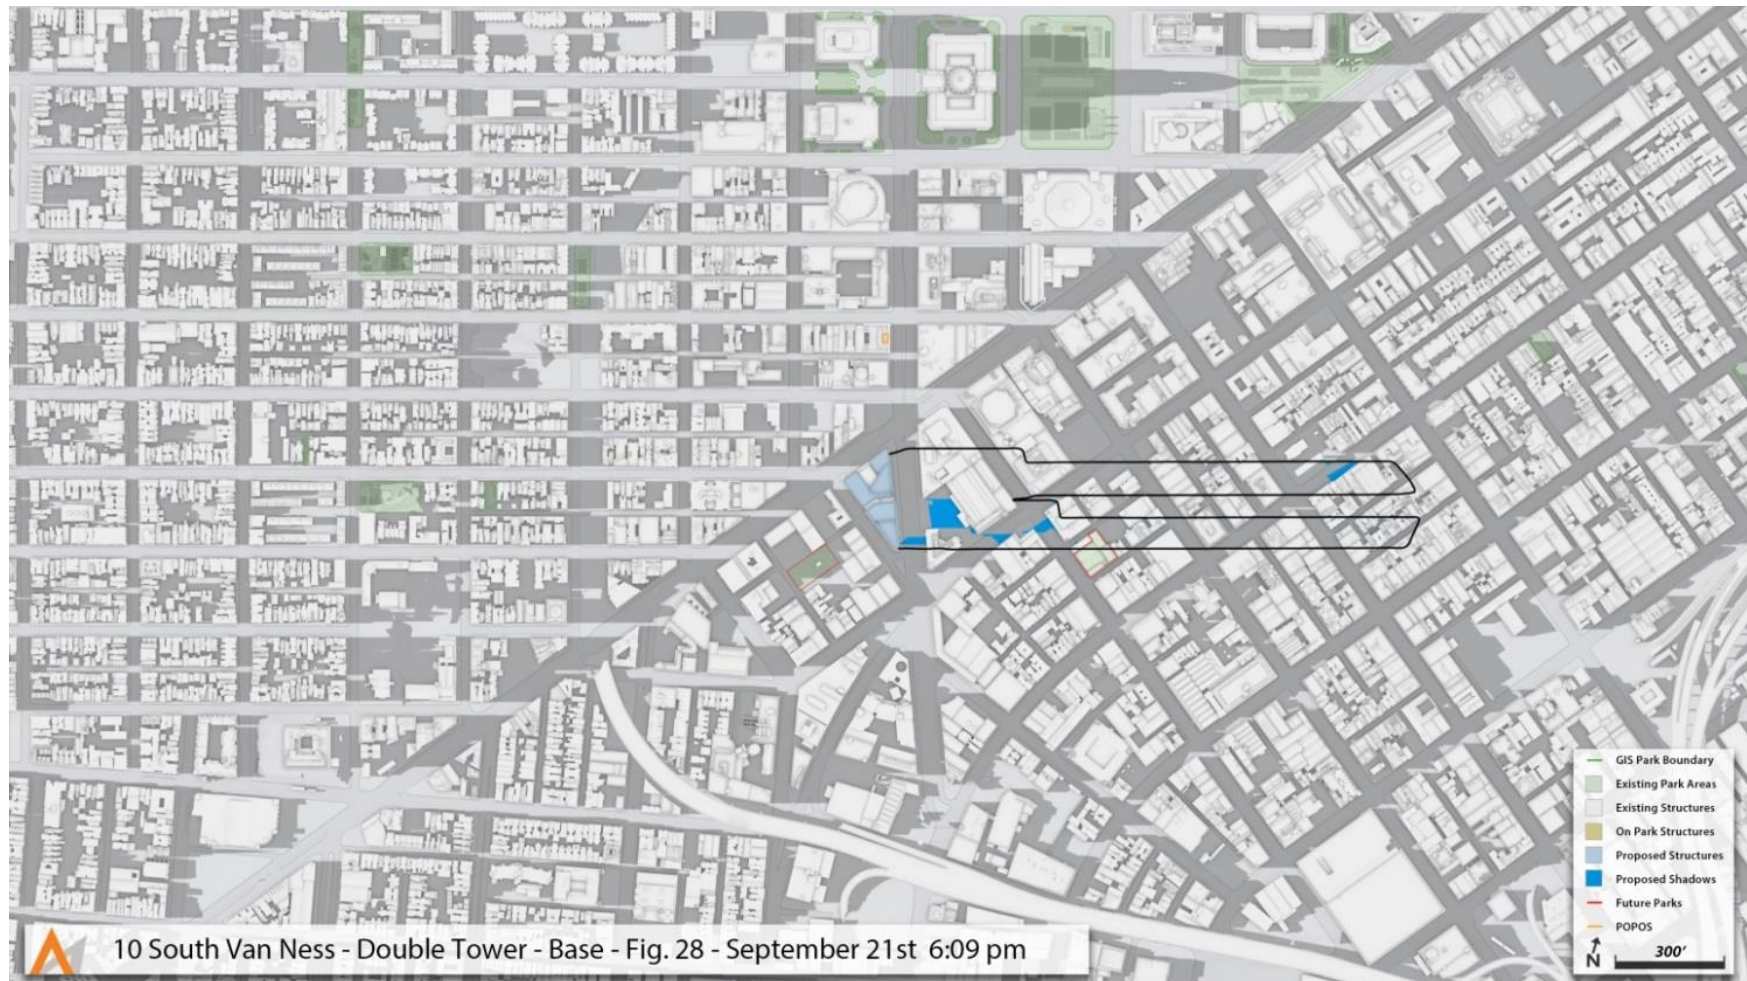 GIS Park Boundary
Existing Park Areas
Existing Structures
On Park Structures
Proposed Structures
Proposed Shadows
Future Parks
POPOS
N
300'
10 South Van Ness - Double Tower - Base - Fig. 28 - September 21st 6:09 pm